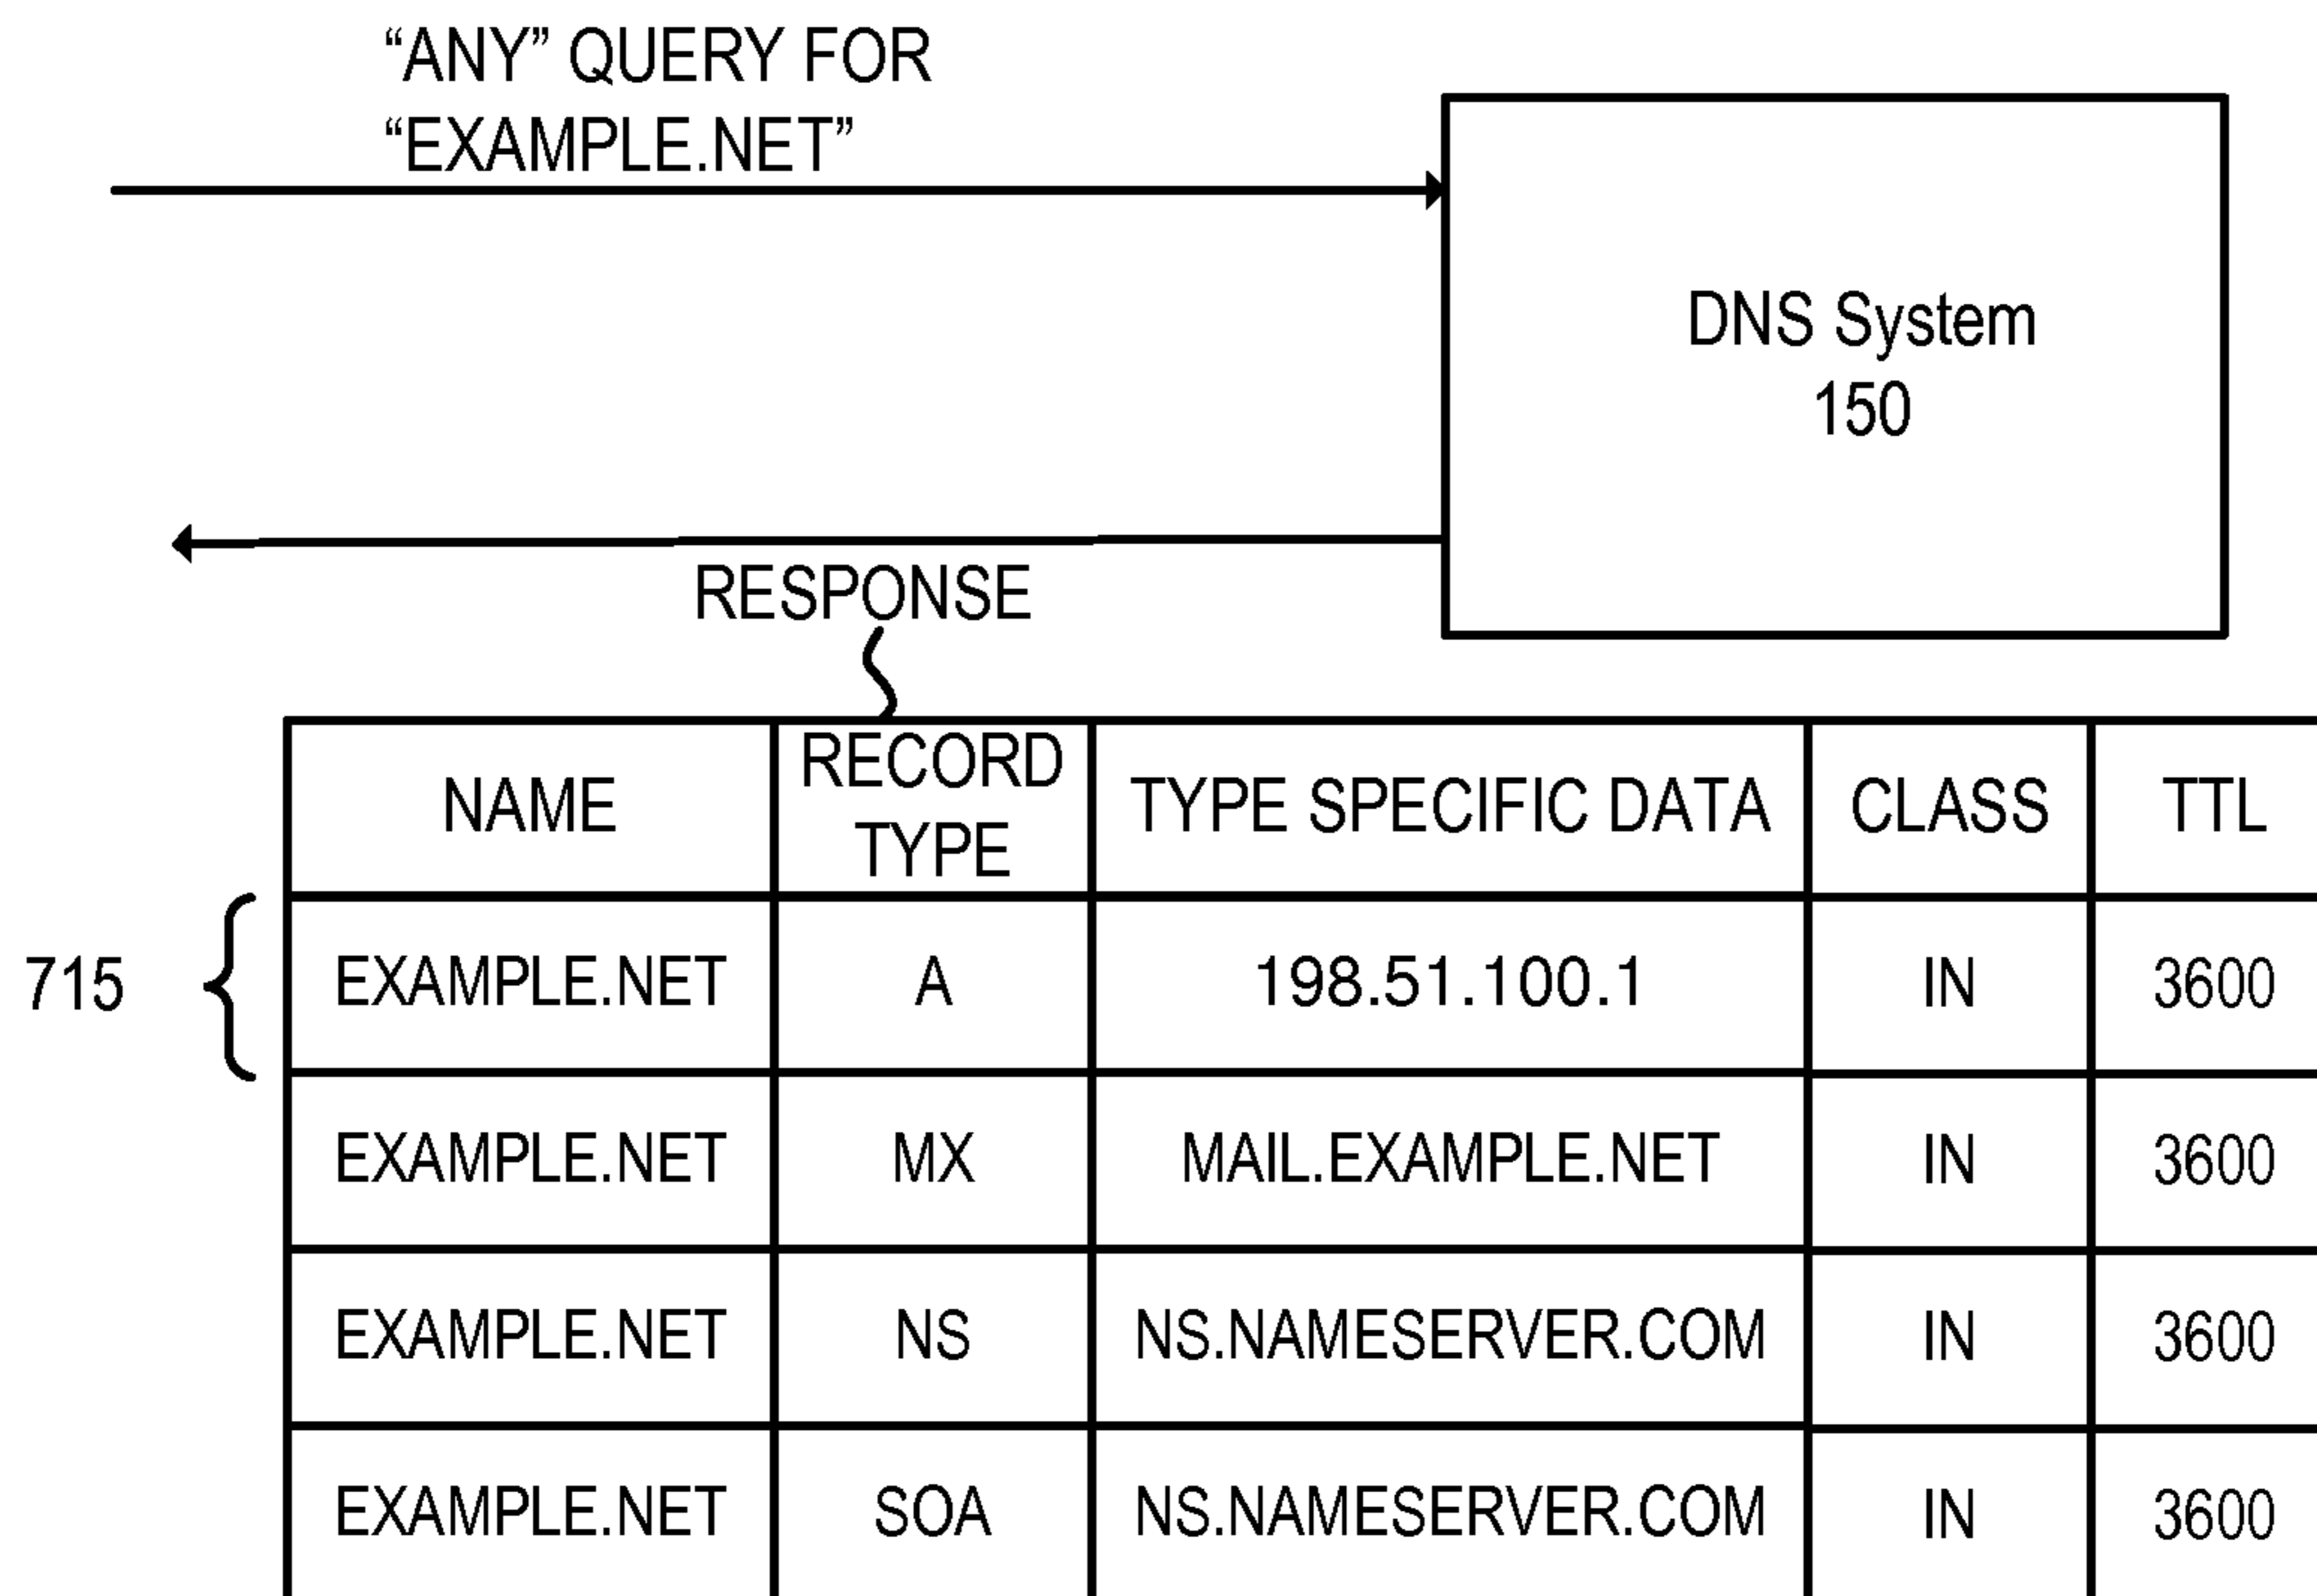 “ANY” QUERY FOR
“EXAMPLE.NET”
DNS System
150
RESPONSE
NAME
RECORD
TYPE
TYPE SPECIFIC DATA
CLASS
TTL
715
EXAMPLE.NET A 198.51.100.1 IN 3600
EXAMPLE.NET MX MAIL.EXAMPLE.NET IN 3600
EXAMPLE.NET NS NS.NAMESERVER.COM IN 3600
EXAMPLE.NET SOA NS.NAMESERVER.COM IN 3600